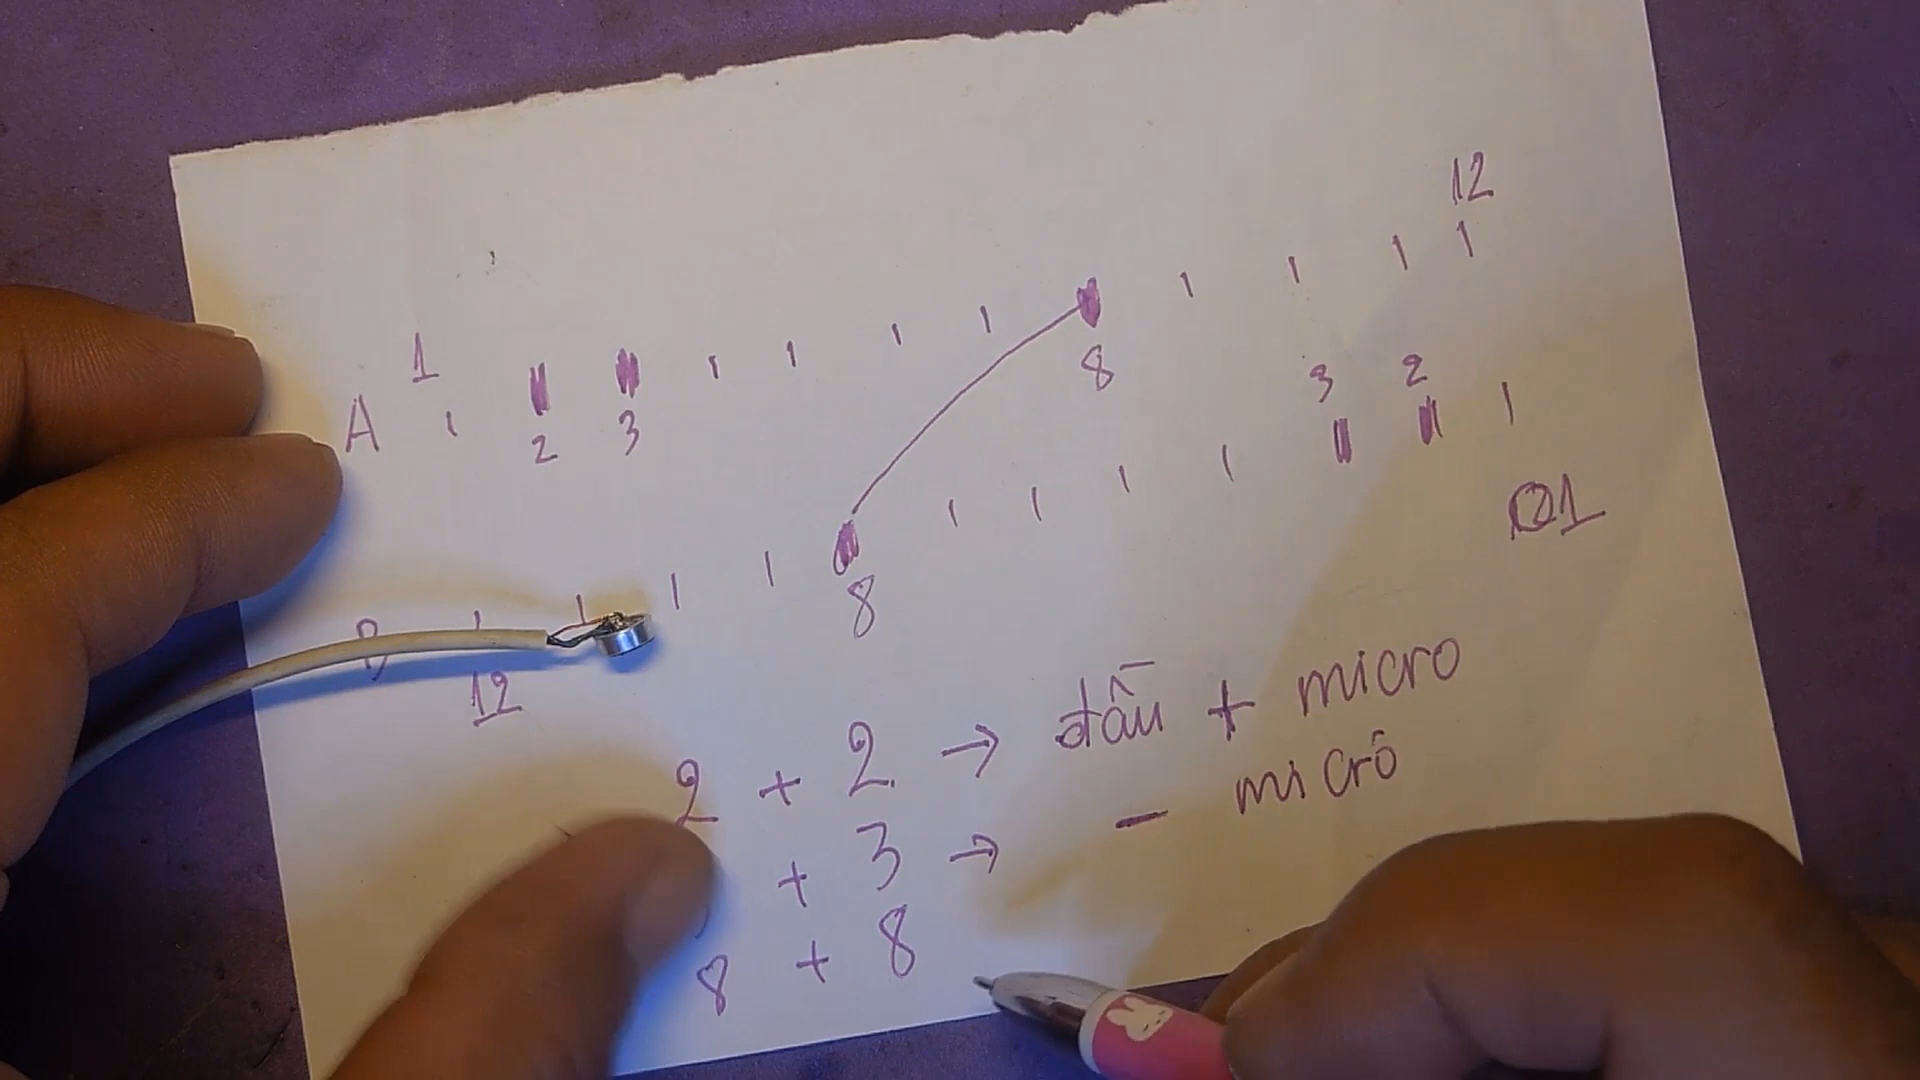 12
1
A 2 3 8
3 2
8 1
12
2 + 2 → đầu + micro
+ 3 → - micrô
8 + 8